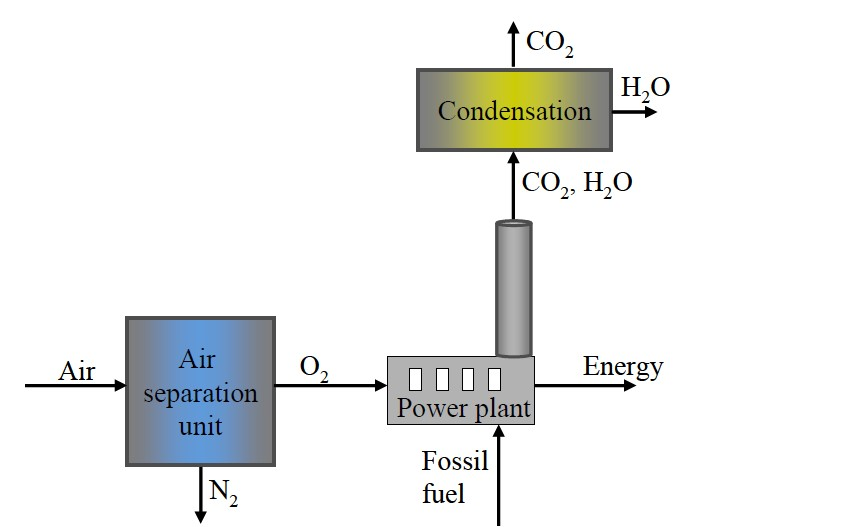 CO₂
H₂O
Condensation
CO₂, H₂O
Air
Air
separation
unit
O₂
Energy
Power plant
Fossil
fuel
N₂